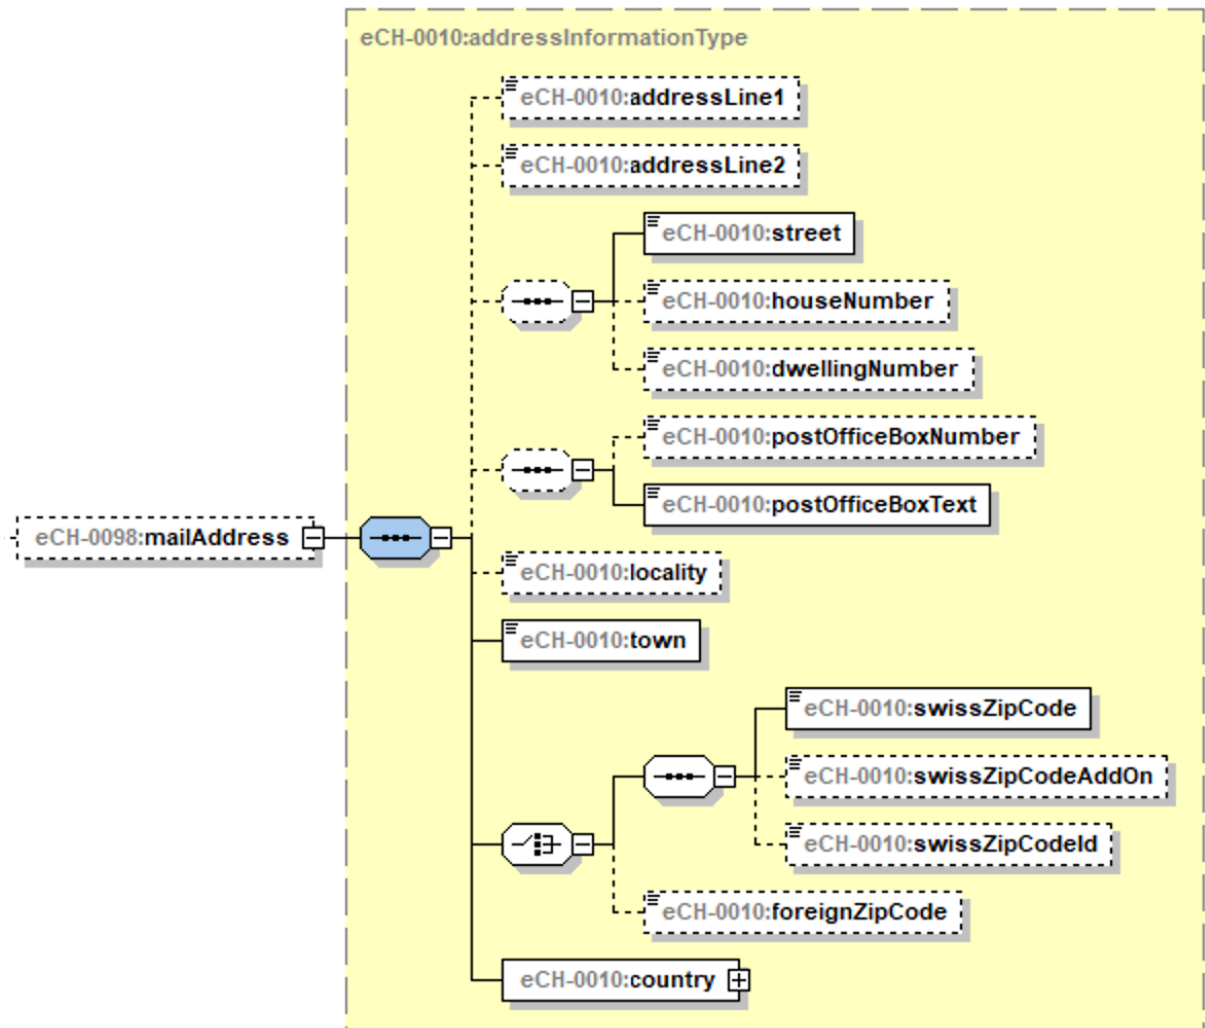 eCH-0010:addressInformationType
eCH-0010:addressLine1
eCH-0010:addressLine2
eCH-0010:street
eCH-0010:houseNumber
eCH-0010:dwellingNumber
eCH-0010:postOfficeBoxNumber
eCH-0010:postOfficeBoxText
eCH-0098:mailAddress
eCH-0010:locality
eCH-0010:town
eCH-0010:swissZipCode
eCH-0010:swissZipCodeAddOn
eCH-0010:swissZipCodeId
eCH-0010:foreignZipCode
eCH-0010:country